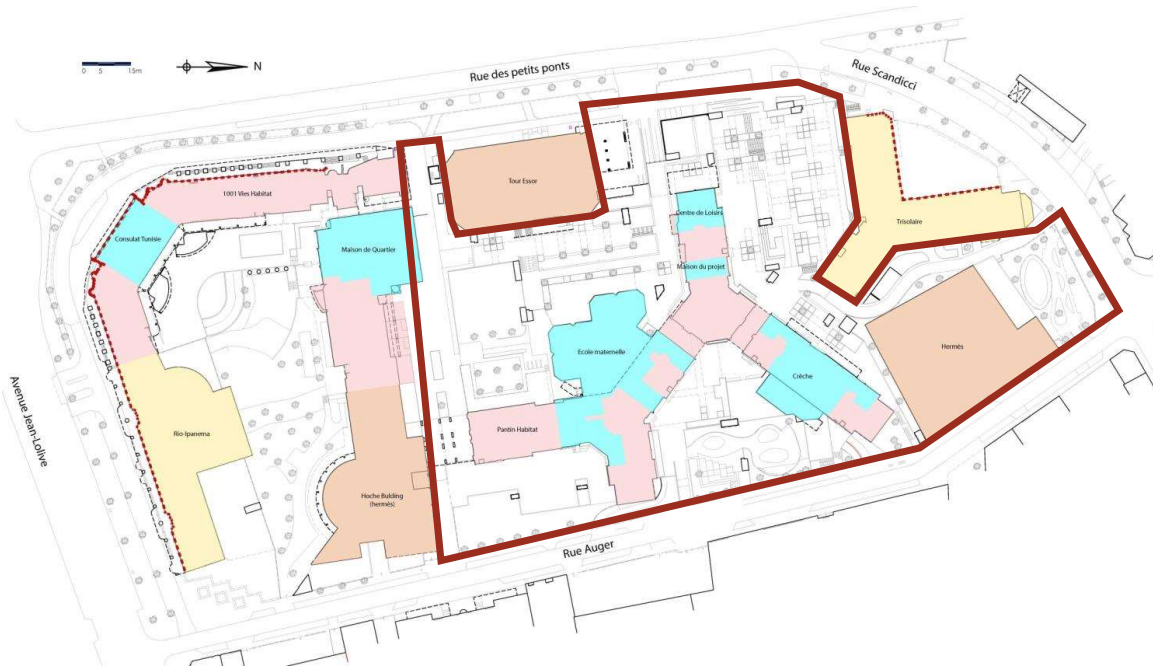 Rue des petits ponts
Rue Scandicci
0 5 15m
N
1001 Vies Habitat
Tour Essor
Centre de Loisirs
Trisolaire
Consulat Tunisie
Maison de Quartier
Maison du projet
Hermès
Ecole maternelle
Crèche
Avenue Jean-Lolive
Rio-Ipanema
Pantin Habitat
Hoche Bulding
(hermès)
Rue Auger